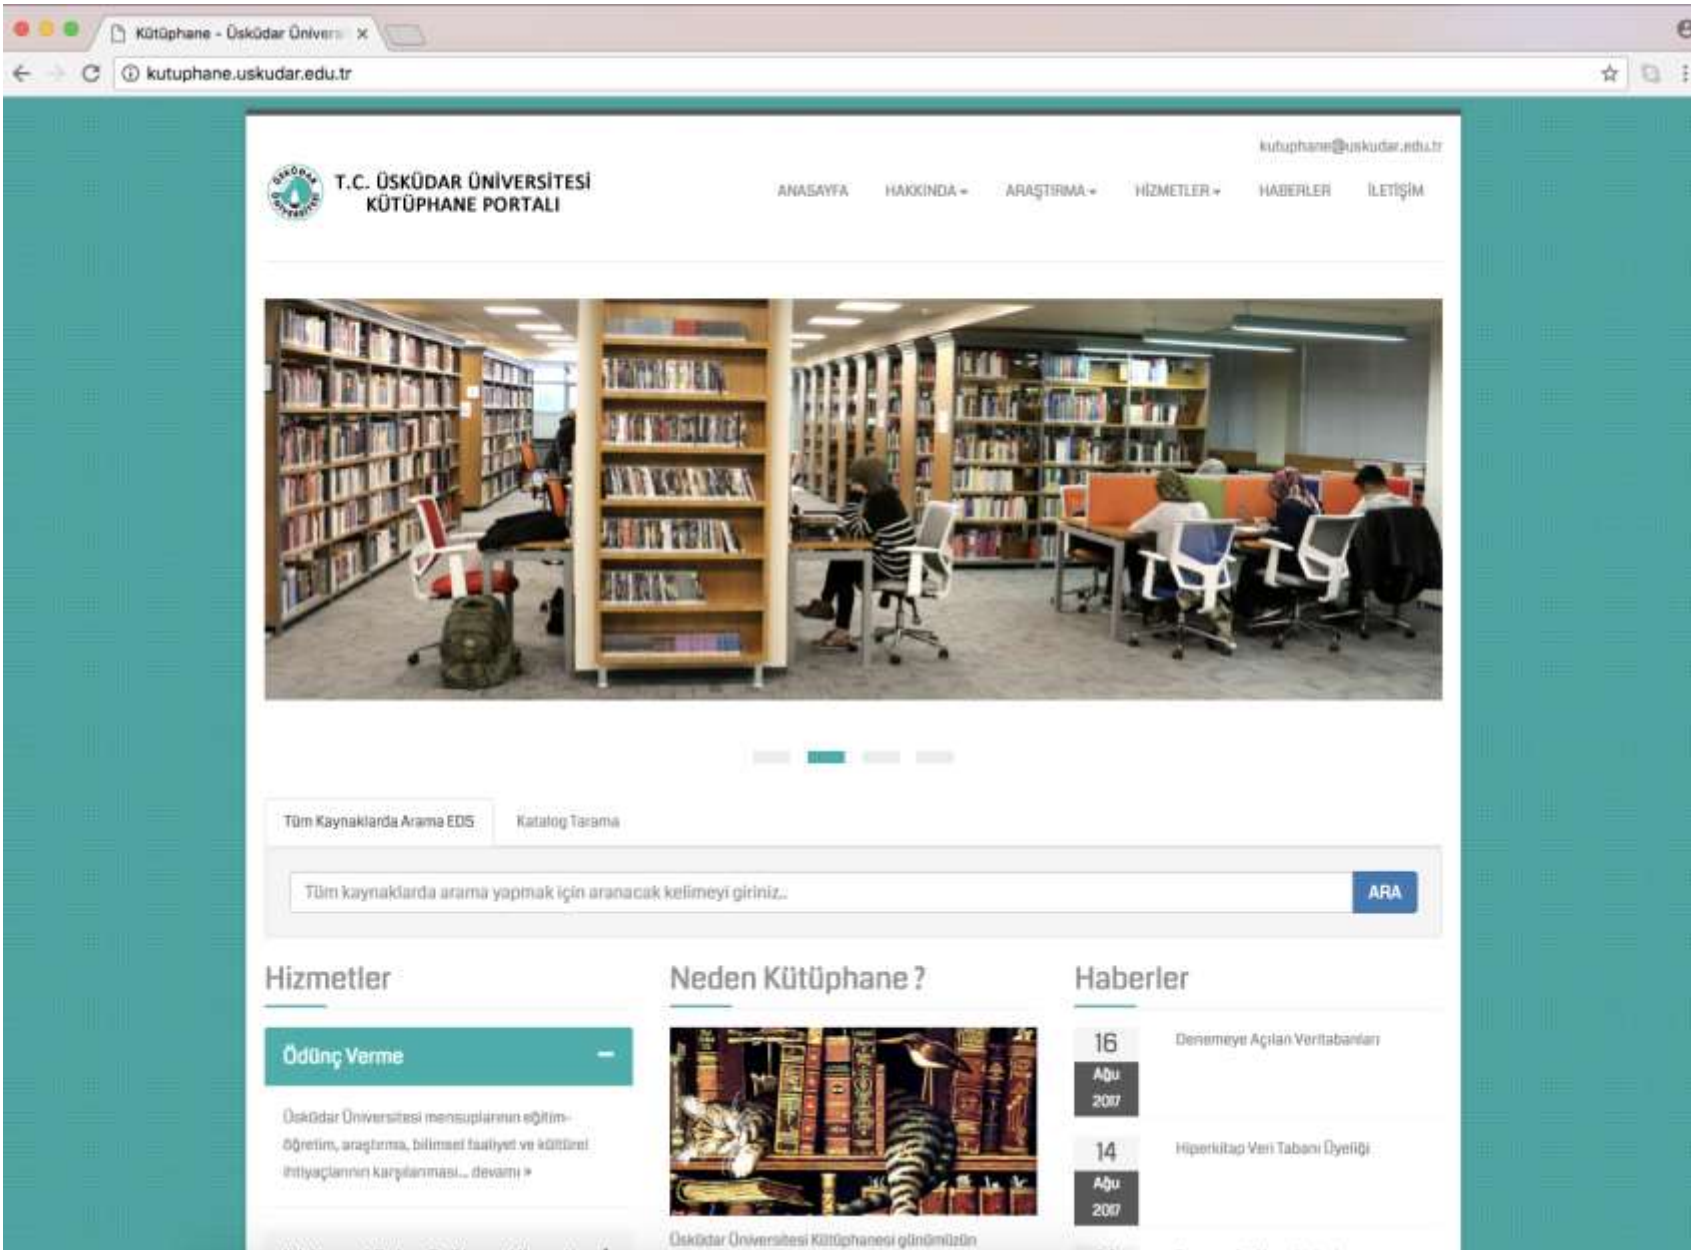 Kütüphane - Üsküdar Ünivers
kutuphane.uskudar.edu.tr
kutuphane@uskudar.edu.tr
ÜSKÜDAR ÜNİVERSİTESİ
T.C. ÜSKÜDAR ÜNİVERSİTESİ
KÜTÜPHANE PORTALI
ANASAYFA HAKKINDA ARAŞTIRMA HİZMETLER HABERLER İLETİŞİM
Tüm Kaynaklarda Arama EDS Katalog Tarama
Tüm kaynaklarda arama yapmak için aranacak kelimeyi giriniz..
ARA
Hizmetler
Ödünç Verme
Üsküdar Üniversitesi mensuplarının eğitim-
öğretim, araştırma, bilimsel faaliyet ve kültürel
ihtiyaçlarının karşılanması... devamı »
Neden Kütüphane ?
Üsküdar Üniversitesi Kütüphanesi günümüzün
Haberler
16
Ağu
2017
Denemeye Açılan Veritabanları
14
Ağu
2017
Hiperkitap Veri Tabanı Üyeliği